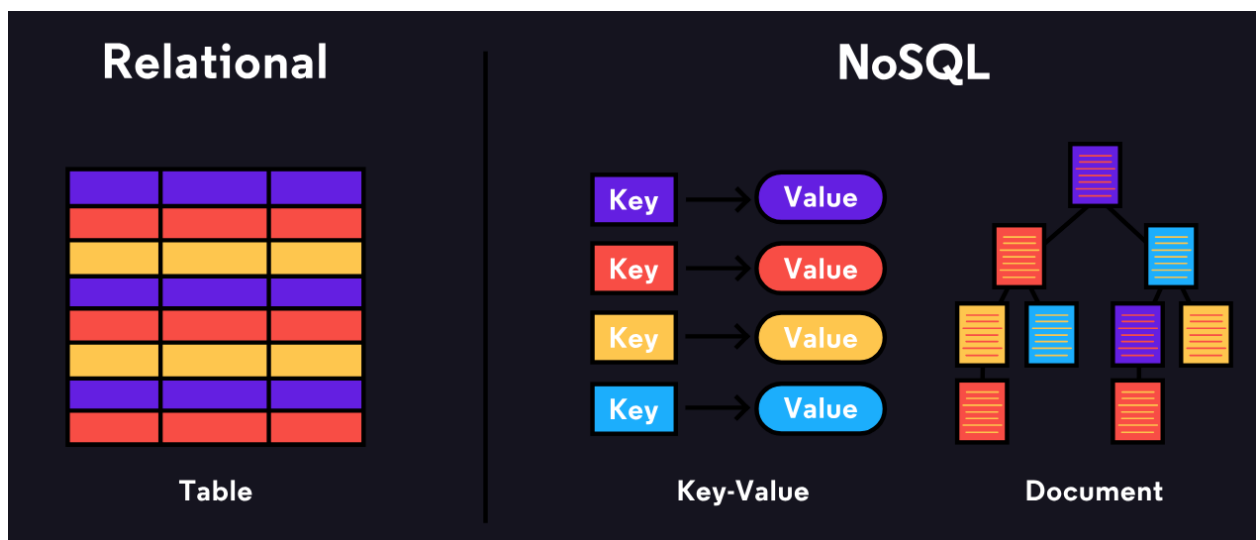 Relational
NoSQL
Key
Value
Key
Value
Key
Value
Key
Value
Table
Key-Value
Document